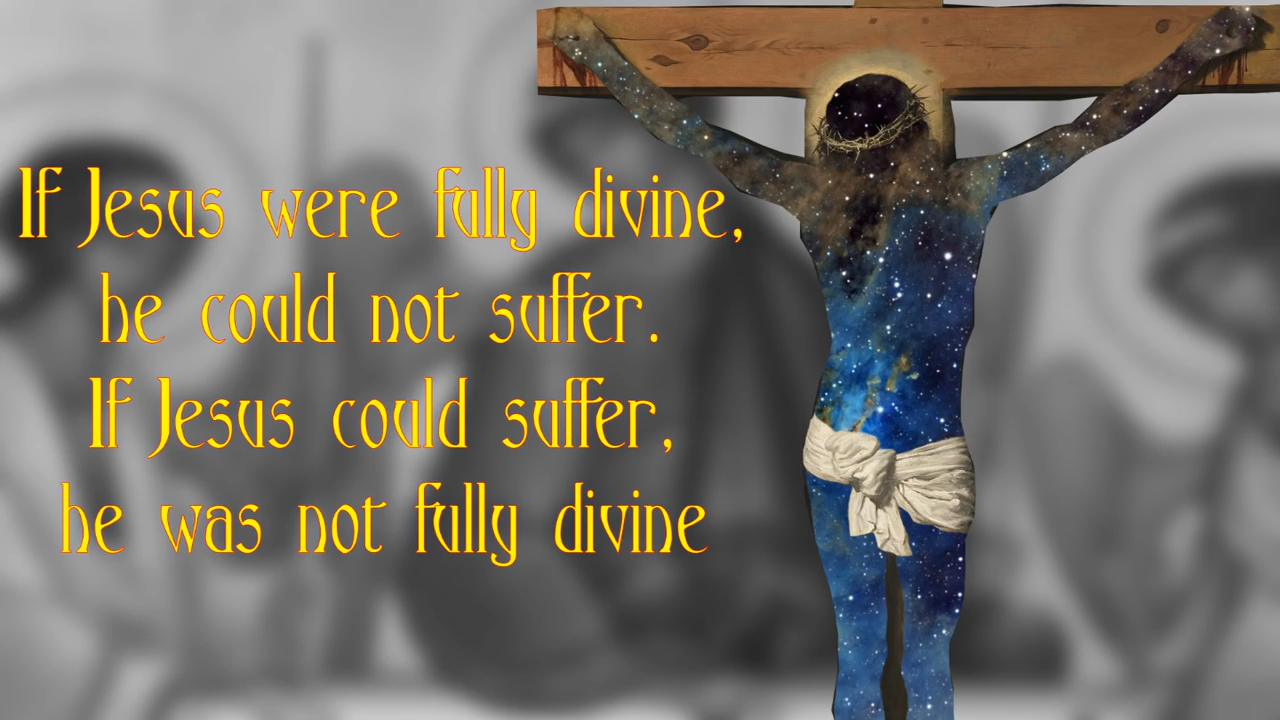 If Jesus were fully divine,
he could not suffer.
If Jesus could suffer,
he was not fully divine